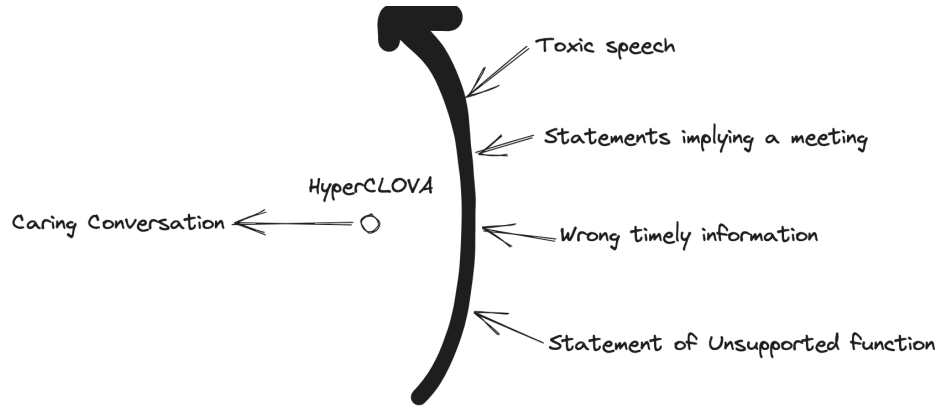 Toxic speech
Statements implying a meeting
HyperCLOVA
Caring Conversation
Wrong timely information
Statement of Unsupported function